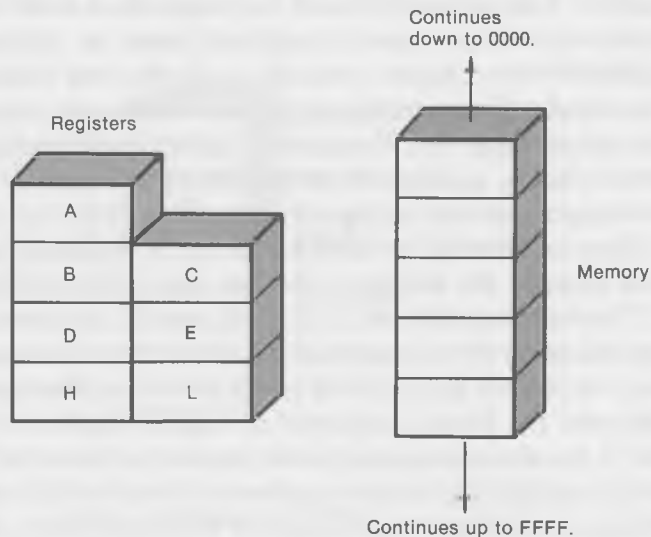 Continues
down to 0000.
Registers
A
B
C
D
E
H
L
Memory
Continues up to FFFF.